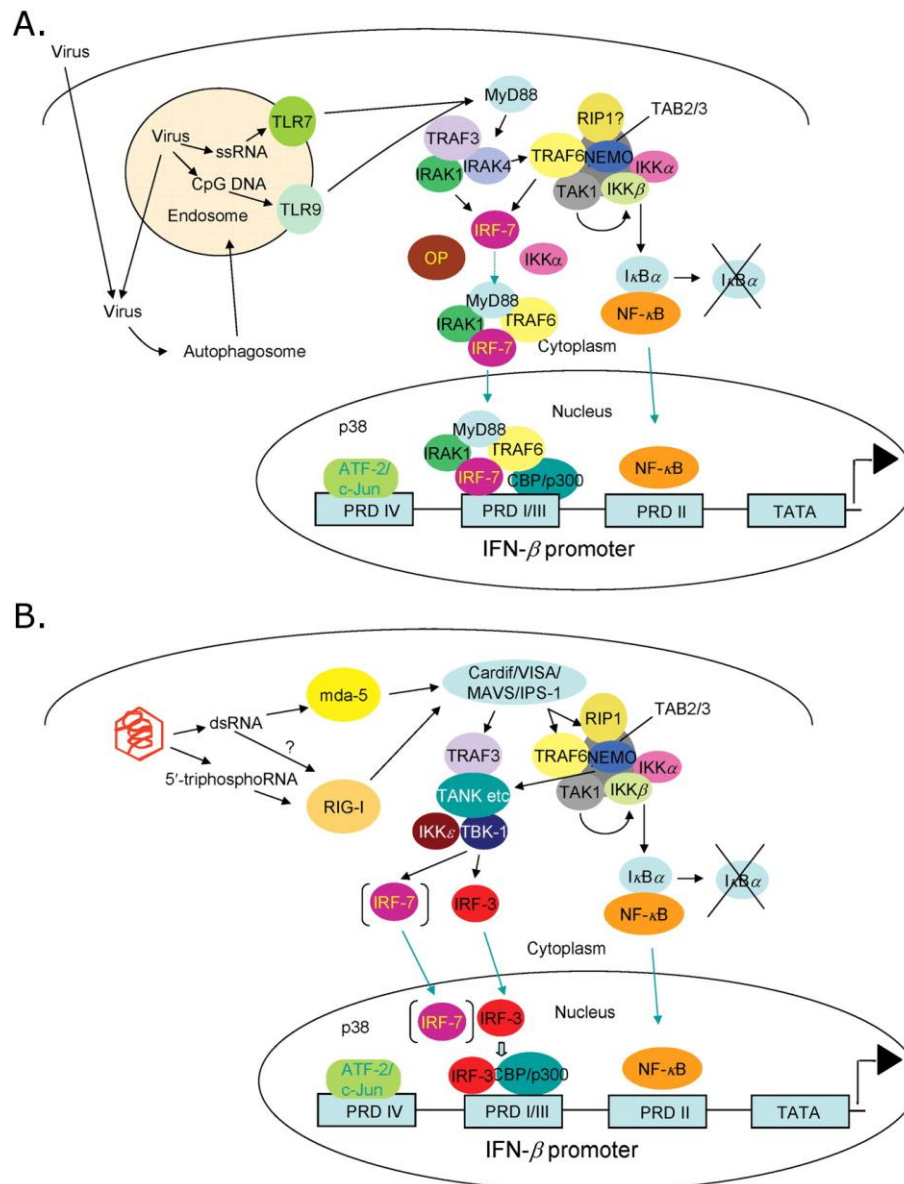 A.
Virus
MyD88
TLR7
RIP1?
TAB2/3
Virus
ssRNA
TRAF3
TRAF6
NEMO
CpG DNA
IRAK1
IRAK4
IKKα
TLR9
TAK1
IKKβ
Endosome
IRF-7
OP
IKKα
IκBα
IκBα
MyD88
NF-κB
Virus
IRAK1
TRAF6
Autophagosome
IRF-7
Cytoplasm
Nucleus
p38
MyD88
IRAK1
TRAF6
ATF-2/
c-Jun
IRF-7
CBP/p300
NF-κB
PRD IV
PRD I/III
PRD II
TATA
IFN-β promoter
B.
mda-5
Cardif/VISA/
MAVS/IPS-1
dsRNA
RIP1
TAB2/3
?
TRAF3
TRAF6
NEMO
5′-triphosphoRNA
IKKα
RIG-I
TANK etc
TAK1
IKKβ
IKKε
TBK-1
IκBα
IκBα
IRF-7
IRF-3
NF-κB
Cytoplasm
Nucleus
p38
IRF-7
IRF-3
ATF-2/
c-Jun
IRF-3
CBP/p300
NF-κB
PRD IV
PRD I/III
PRD II
TATA
IFN-β promoter